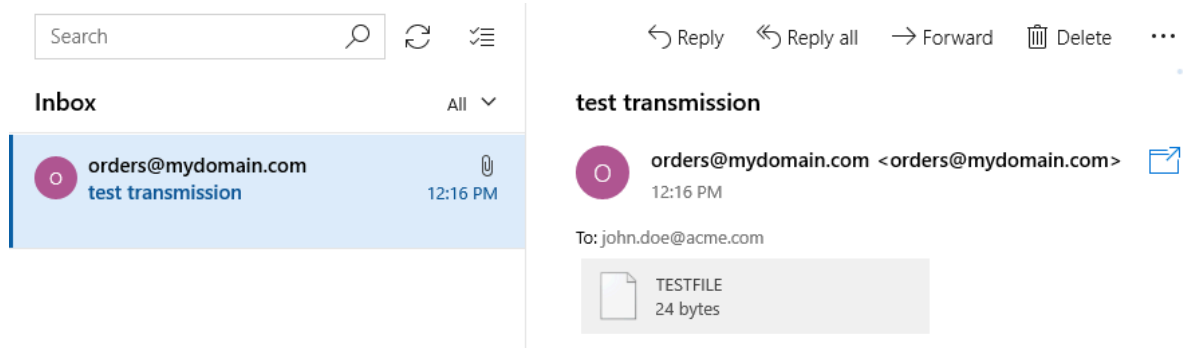 Search
Reply Reply all Forward Delete
Inbox
All
O
orders@mydomain.com
test transmission
12:16 PM
test transmission
O
orders@mydomain.com <orders@mydomain.com>
12:16 PM
To: john.doe@acme.com
TESTFILE
24 bytes